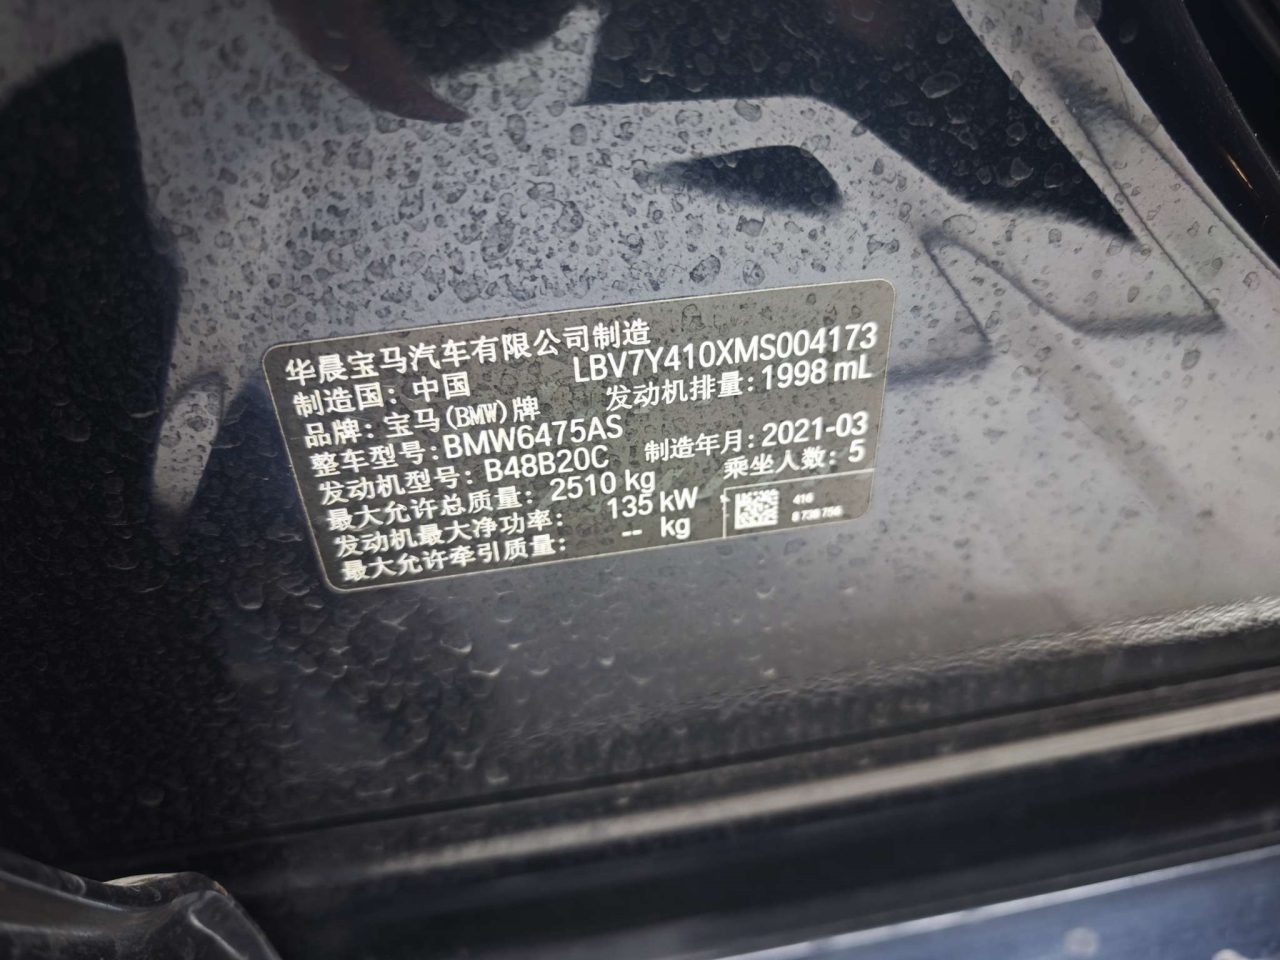 华晨宝马汽车有限公司制造
制造国：中国 LBV7Y410XMS004173
品牌：宝马(BMW)牌 发动机排量：1998 mL
整车型号：BMW6475AS
发动机型号：B48B20C 制造年月：2021-03
最大允许总质量：2510 kg 乘坐人数：5
发动机最大净功率：135 kW
最大允许牵引质量：-- kg
416
8 738 756